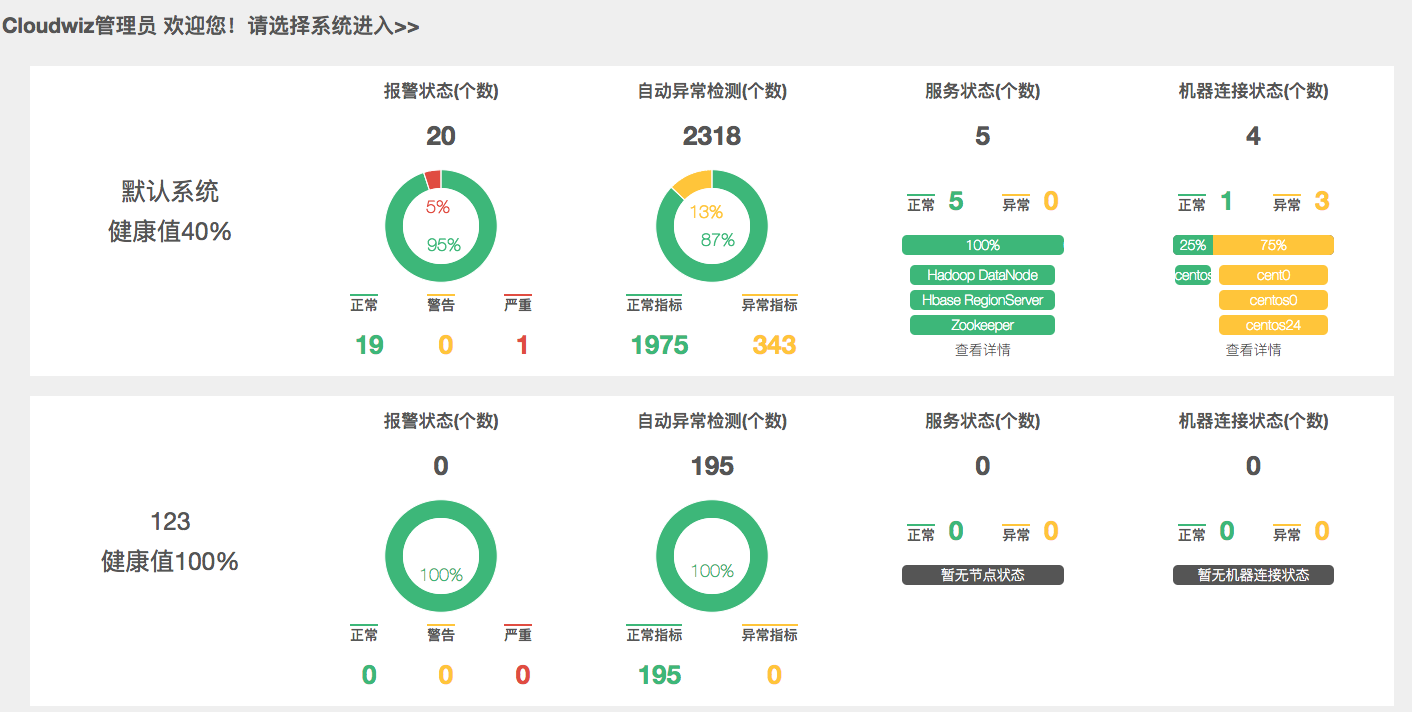 Cloudwiz管理员 欢迎您！请选择系统进入>>
报警状态(个数) 自动异常检测(个数) 服务状态(个数) 机器连接状态(个数)
20 2318 5 4
默认系统
健康值40%
5%
95%
13%
87%
正常 5 异常 0
正常 1 异常 3
100%
25% 75%
Hadoop DataNode
Hbase RegionServer
Zookeeper
查看详情
centos
cent0
centos0
centos24
查看详情
正常 警告 严重
19 0 1
正常指标 异常指标
1975 343
报警状态(个数) 自动异常检测(个数) 服务状态(个数) 机器连接状态(个数)
0 195 0 0
123
健康值100%
100%
100%
正常 0 异常 0
正常 0 异常 0
暂无节点状态
暂无机器连接状态
正常 警告 严重
0 0 0
正常指标 异常指标
195 0